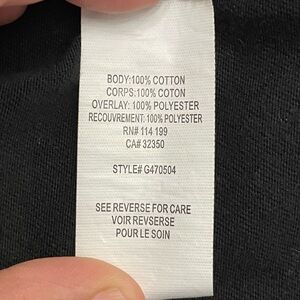 BODY:100% COTTON
CORPS:100% COTON
OVERLAY: 100% POLYESTER
RECOUVREMENT: 100% POLYESTER
RN# 114 199
CA# 32350
STYLE# G470504
SEE REVERSE FOR CARE
VOIR REVERSE
POUR LE SOIN